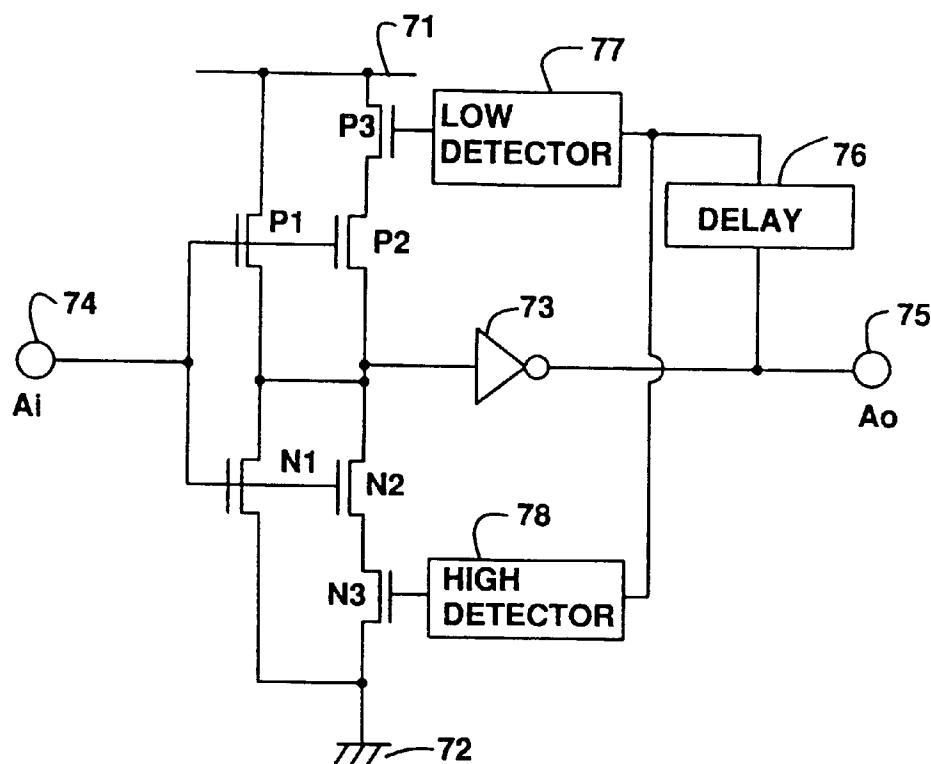 71
77
P3
LOW
DETECTOR
76
DELAY
P1
P2
74
73
75
Ai
Ao
N1
N2
78
N3
HIGH
DETECTOR
72